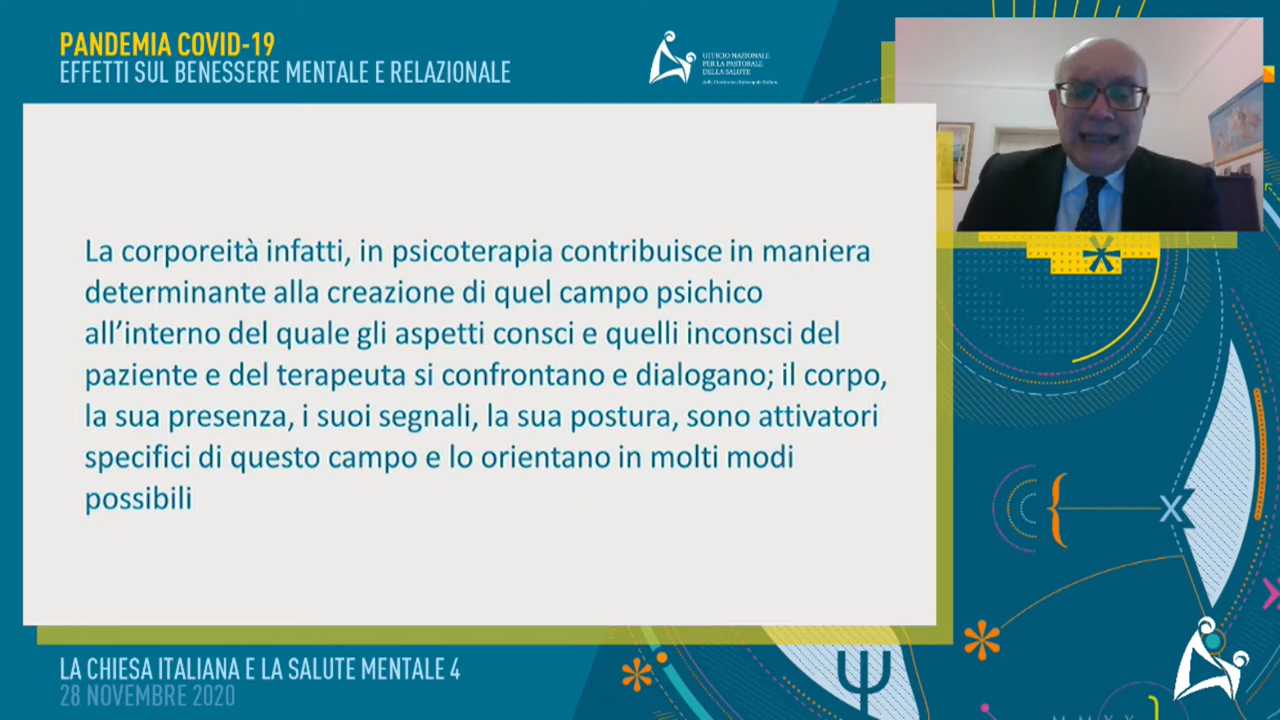 PANDEMIA COVID-19
EFFETTI SUL BENESSERE MENTALE E RELAZIONALE
UFFICIO NAZIONALE
PER LA PASTORALE
DELLA SALUTE
della Conferenza Episcopale Italiana
La corporeità infatti, in psicoterapia contribuisce in maniera
determinante alla creazione di quel campo psichico
all’interno del quale gli aspetti consci e quelli inconsci del
paziente e del terapeuta si confrontano e dialogano; il corpo,
la sua presenza, i suoi segnali, la sua postura, sono attivatori
specifici di questo campo e lo orientano in molti modi
possibili
LA CHIESA ITALIANA E LA SALUTE MENTALE 4
28 NOVEMBRE 2020